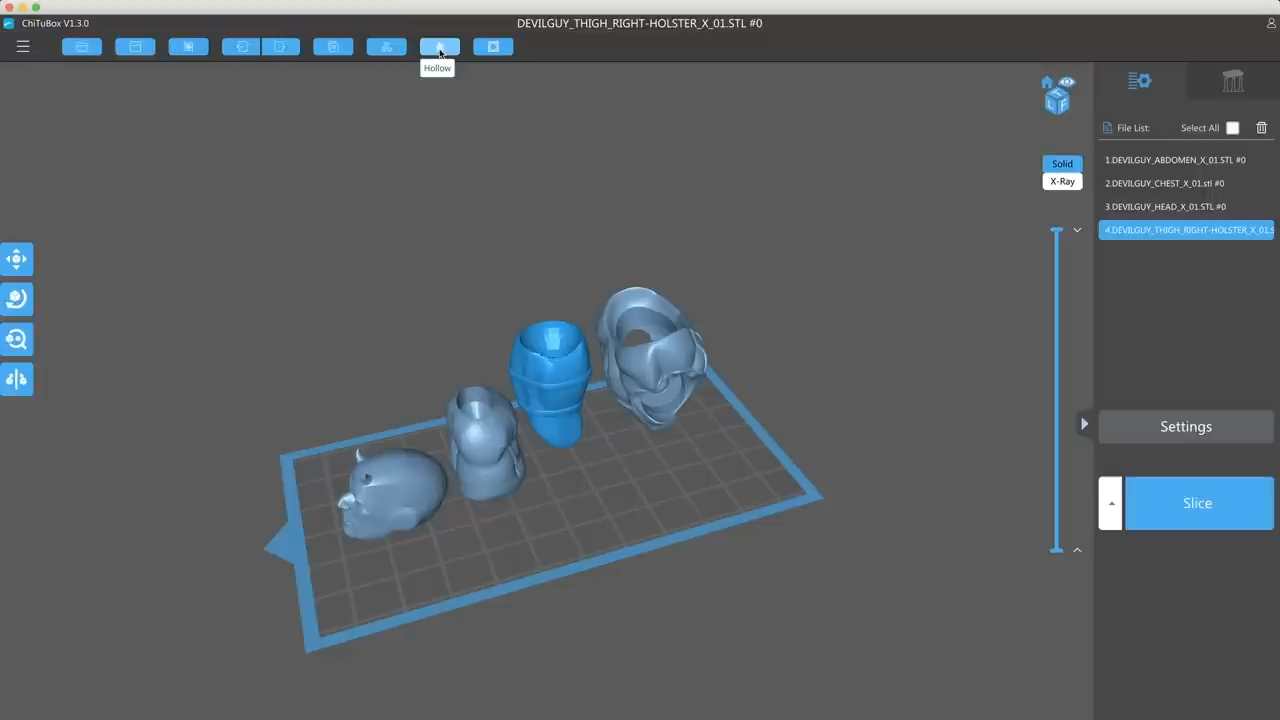 ChiTuBox V1.3.0
DEVILGUY_THIGH_RIGHT-HOLSTER_X_01.STL #0
Hollow
T
L F
File List:
Select All
1.DEVILGUY_ABDOMEN_X_01.STL #0
2.DEVILGUY_CHEST_X_01.stl #0
3.DEVILGUY_HEAD_X_01.STL #0
4.DEVILGUY_THIGH_RIGHT-HOLSTER_X_01.S
Solid
X-Ray
Settings
Slice